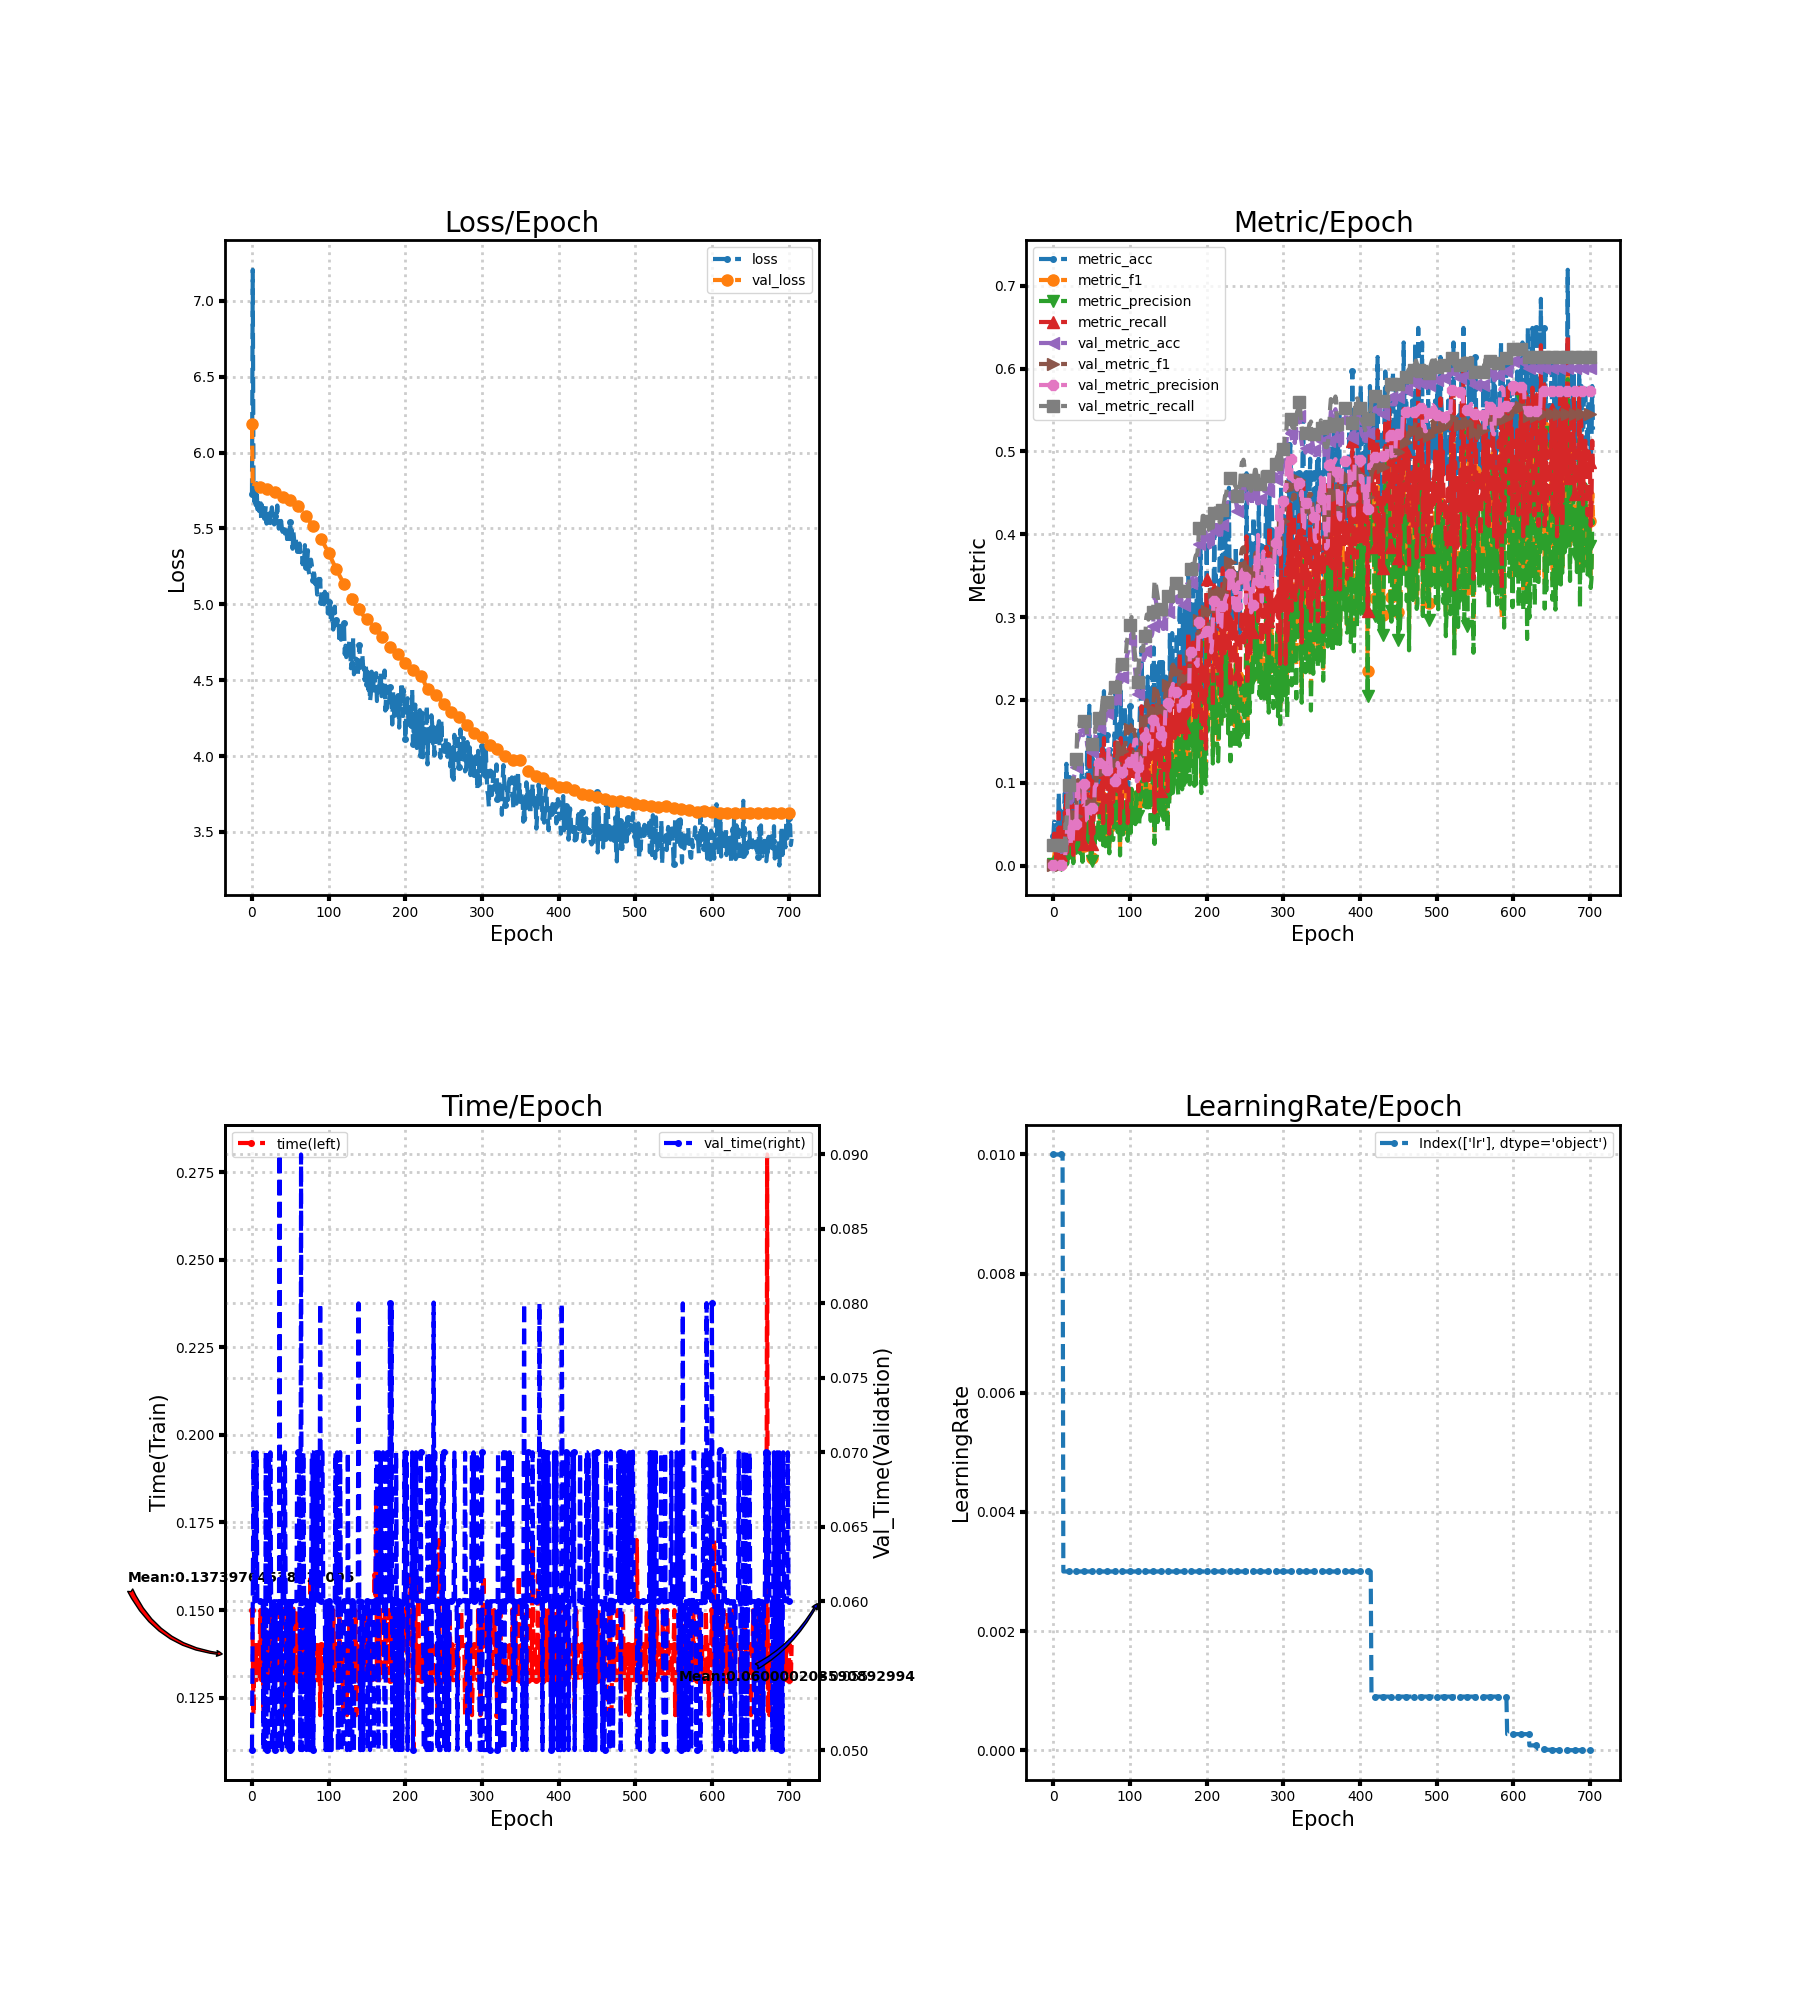 Loss/Epoch
loss
val_loss
7.0
6.5
6.0
5.5
5.0
4.5
4.0
3.5
Loss
0 100 200 300 400 500 600 700
Epoch
Metric/Epoch
metric_acc
metric_f1
metric_precision
metric_recall
val_metric_acc
val_metric_f1
val_metric_precision
val_metric_recall
0.7
0.6
0.5
0.4
0.3
0.2
0.1
0.0
Metric
0 100 200 300 400 500 600 700
Epoch
Time/Epoch
time(left)
val_time(right)
0.275
0.250
0.225
0.200
0.175
0.150
0.125
Time(Train)
0.090
0.085
0.080
0.075
0.070
0.065
0.060
0.050
Val_Time(Validation)
0 100 200 300 400 500 600 700
Epoch
LearningRate/Epoch
Index(['lr'], dtype='object')
0.010
0.008
0.006
0.004
0.002
0.000
LearningRate
0 100 200 300 400 500 600 700
Epoch